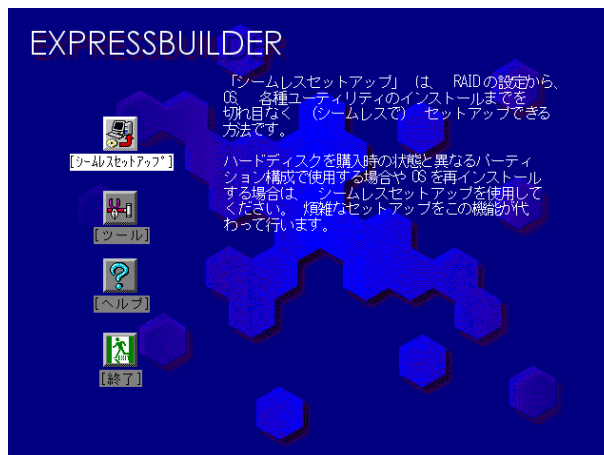 EXPRESSBUILDER
「シームレスセットアップ」 は、 RAIDの設定から、
OS、 各種ユーティリティのインストールまでを
切れ目なく (シームレスで) セットアップできる
方法です。
ハードディスクを購入時の状態と異なるパーティ
ション構成で使用する場合や OS を再インストール
する場合は、 シームレスセットアップを使用して
ください。 煩雑なセットアップをこの機能が代
わって行います。
[シームレスセットアップ]
[ツール]
[ヘルプ]
EXIT
[終了]